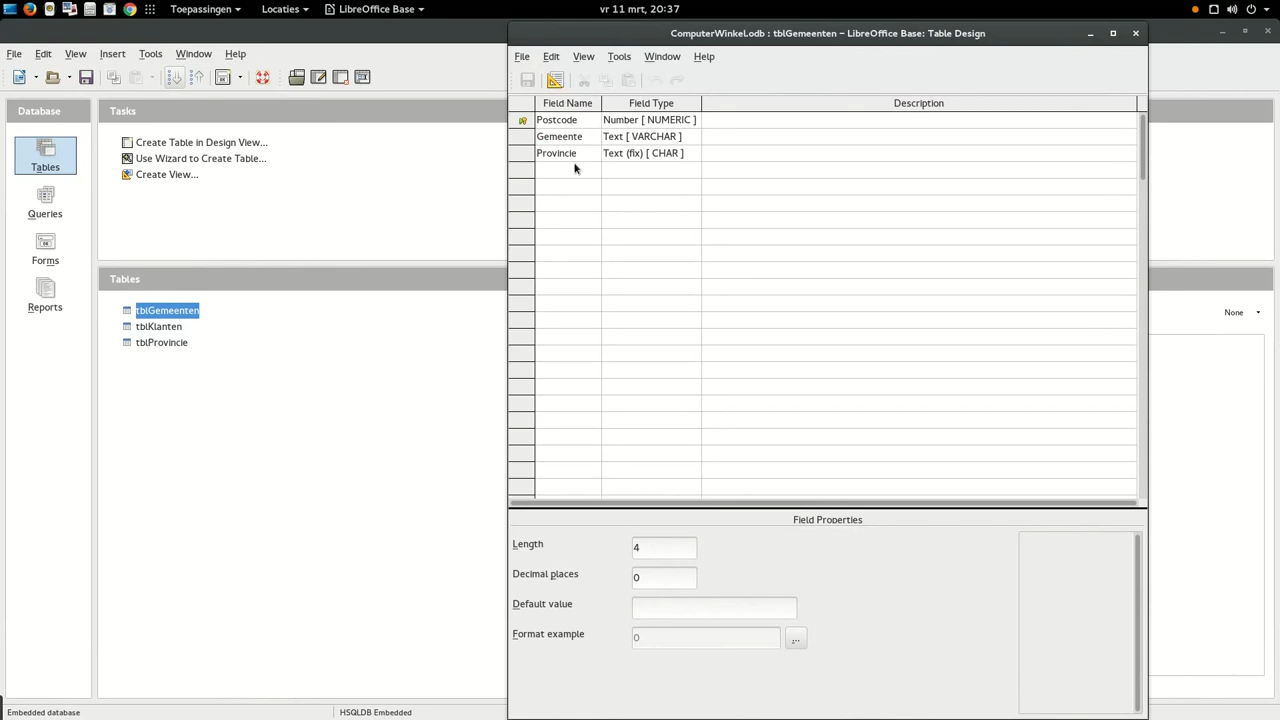 Toepassingen
Locaties
LibreOffice Base
vr 11 mrt, 20:37
File Edit View Insert Tools Window Help
Database
Tables
Queries
Forms
Reports
Tasks
Create Table in Design View...
Use Wizard to Create Table...
Create View...
Tables
tblGemeenten
tblKlanten
tblProvincie
None
Embedded database
HSQLDB Embedded
ComputerWinkel.odb : tblGemeenten – LibreOffice Base: Table Design
File Edit View Tools Window Help
Field Name Field Type Description
Postcode Number [ NUMERIC ]
Gemeente Text [ VARCHAR ]
Provincie Text (fix) [ CHAR ]
Field Properties
Length 4
Decimal places 0
Default value
Format example 0 ...